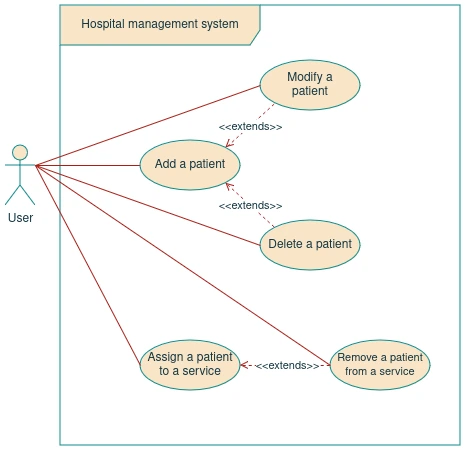 Hospital management system
Modify a
patient
<<extends>>
Add a patient
<<extends>>
User
Delete a patient
Assign a patient
to a service
<<extends>>
Remove a patient
from a service